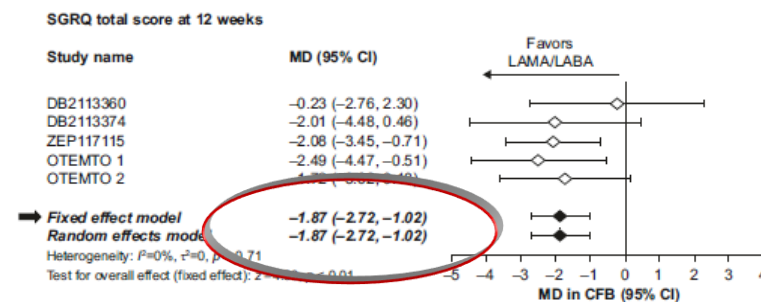 SGRQ total score at 12 weeks
Favors
Study name MD (95% CI) LAMA/LABA
DB2113360 –0.23 (–2.76, 2.30)
DB2113374 –2.01 (–4.48, 0.46)
ZEP117115 –2.08 (–3.45, –0.71)
OTEMTO 1 –2.49 (–4.47, –0.51)
OTEMTO 2
Fixed effect model –1.87 (–2.72, –1.02)
Random effects –1.87 (–2.72, –1.02)
Heterogeneity: I²=0%, τ²=0,
Test for overall effect (fixed effect):
–5 –4 –3 –2 –1 0 1 2 3 4
MD in CFB (95% CI)